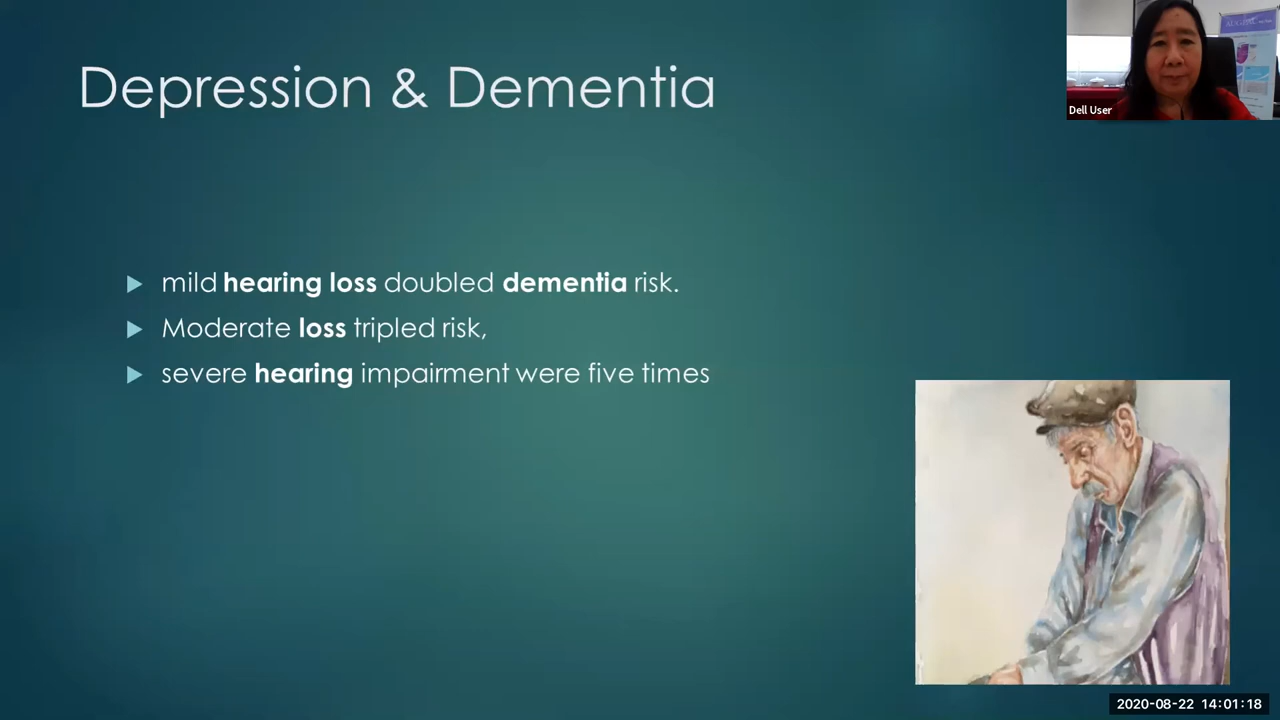 Depression & Dementia
Dell User
mild hearing loss doubled dementia risk.
Moderate loss tripled risk,
severe hearing impairment were five times
2020-08-22 14:01:18